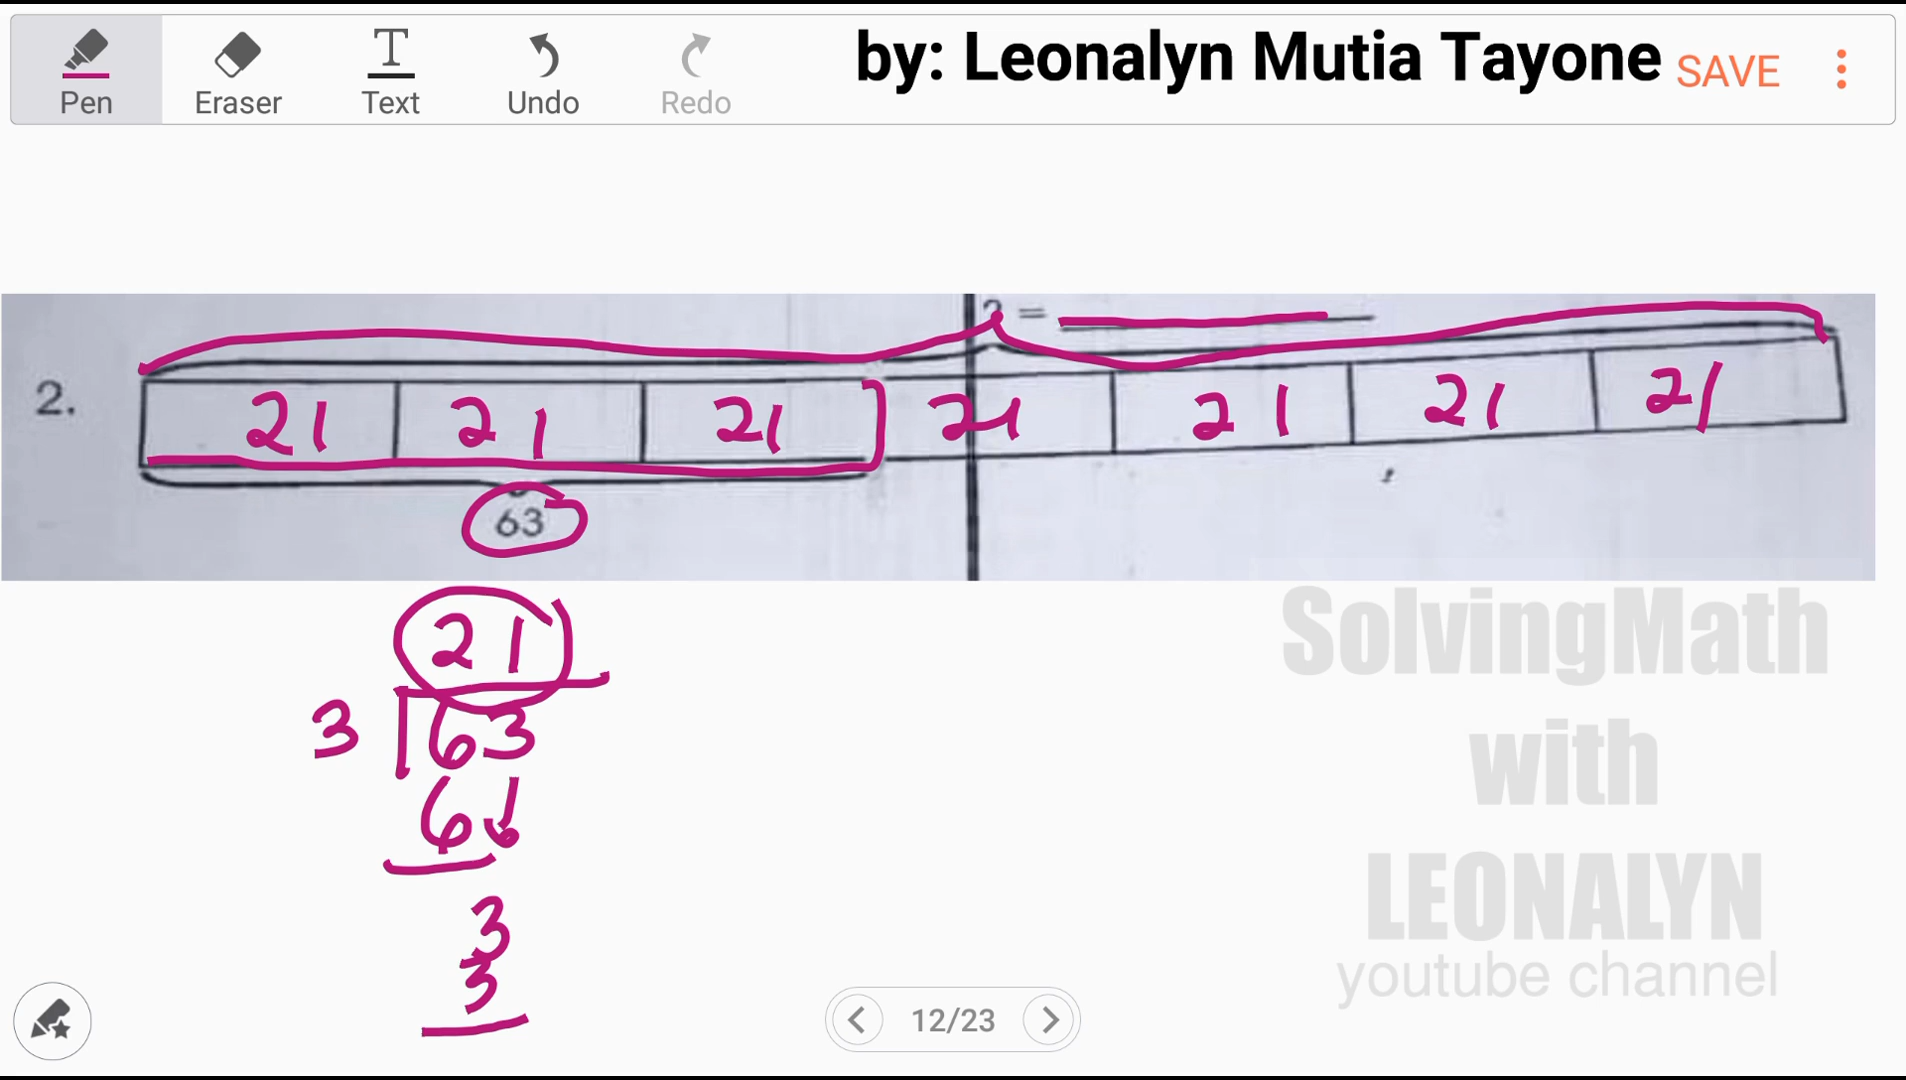 Pen Eraser Text Undo Redo by: Leonalyn Mutia Tayone SAVE
? =
2. 21 21 21 21 21 21 21
63
21
3 63
6
3
3
SolvingMath
with
LEONALYN
youtube channel
12/23